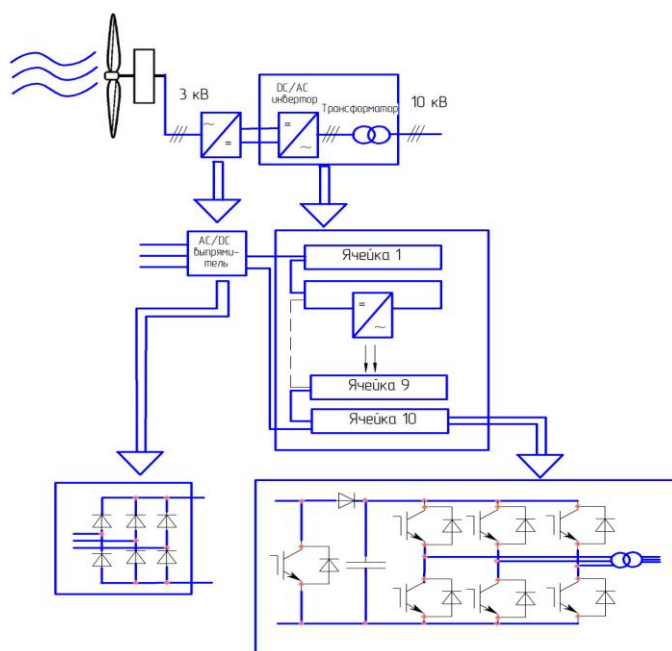 3 кВ
DC/AC
инвертор
Трансформатор
10 кВ
~
=
=
~
AC/DC
выпрями-
тель
Ячейка 1
=
~
Ячейка 9
Ячейка 10